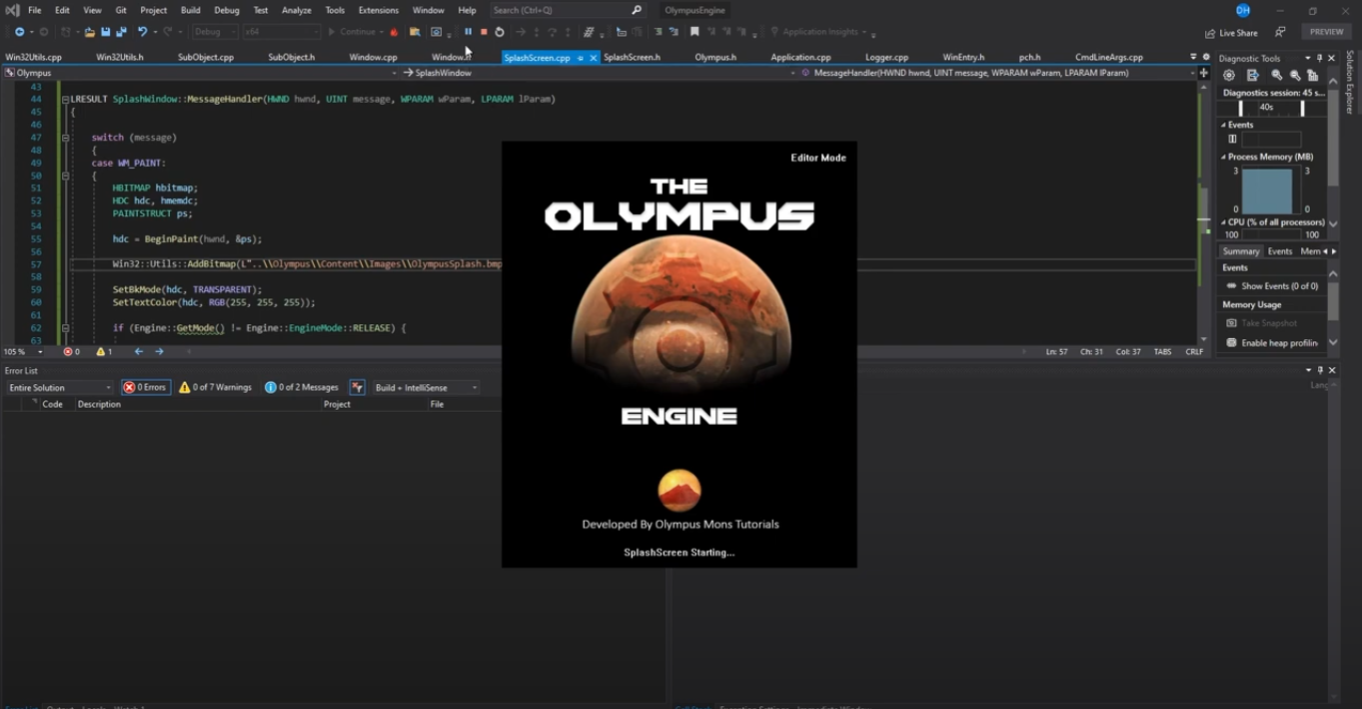 File Edit View Git Project Build Debug Test Analyze Tools Extensions Window Help Search (Ctrl+Q) OlympusEngine DH
Debug x64 Continue Application Insights Live Share PREVIEW
Win32Utils.cpp Win32Utils.h SubObject.cpp SubObject.h Window.cpp Window.h SplashScreen.cpp SplashScreen.h Olympus.h Application.cpp Logger.cpp WinEntry.h pch.h CmdLineArgs.cpp
Olympus SplashWindow MessageHandler(HWND hwnd, UINT message, WPARAM wParam, LPARAM lParam)
43
44 LRESULT SplashWindow::MessageHandler(HWND hwnd, UINT message, WPARAM wParam, LPARAM lParam)
45 {
46
47 switch (message)
48 {
49 case WM_PAINT:
50 {
51 HBITMAP hbitmap;
52 HDC hdc, hmemdc;
53 PAINTSTRUCT ps;
54
55 hdc = BeginPaint(hwnd, &ps);
56
57 Win32::Utils::AddBitmap(L"..\\Olympus\\Content\\Images\\OlympusSplash.bmp
58
59 SetBkMode(hdc, TRANSPARENT);
60 SetTextColor(hdc, RGB(255, 255, 255));
61
62 if (Engine::GetMode() != Engine::EngineMode::RELEASE) {
63
105 % 0 1 Ln: 57 Ch: 31 Col: 37 TABS CRLF
Editor Mode
THE
OLYMPUS
ENGINE
Developed By Olympus Mons Tutorials
SplashScreen Starting...
Diagnostic Tools
Diagnostics session: 45 s...
40s
Events
Process Memory (MB)
3 3
0 0
CPU (% of all processors)
100 100
Summary Events Mem
Events
Show Events (0 of 0)
Memory Usage
Take Snapshot
Enable heap profilin
Solution Explorer
Error List
Entire Solution 0 Errors 0 of 7 Warnings 0 of 2 Messages Build + IntelliSense
Code Description Project File
Lang